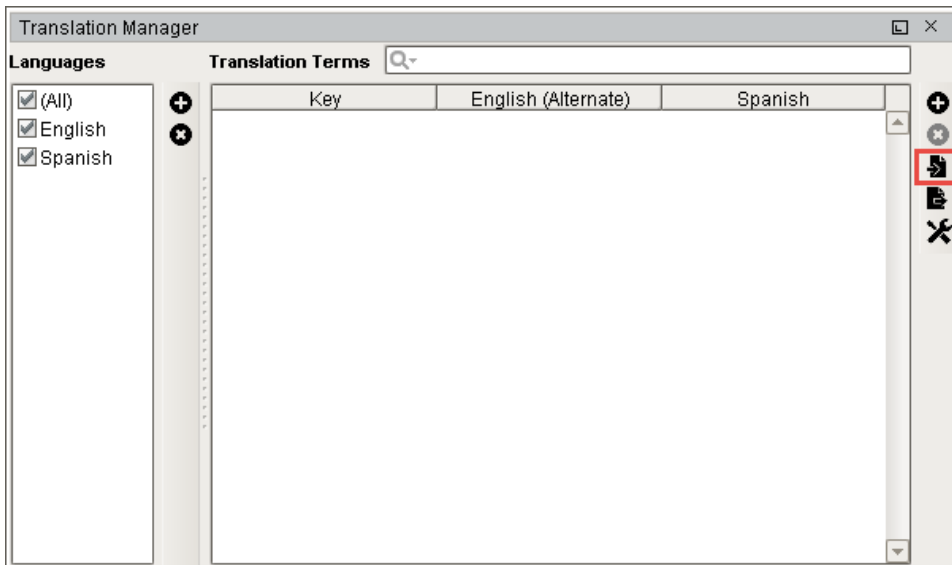 Translation Manager
Languages
Translation Terms
(All)
English
Spanish
Key
English (Alternate)
Spanish